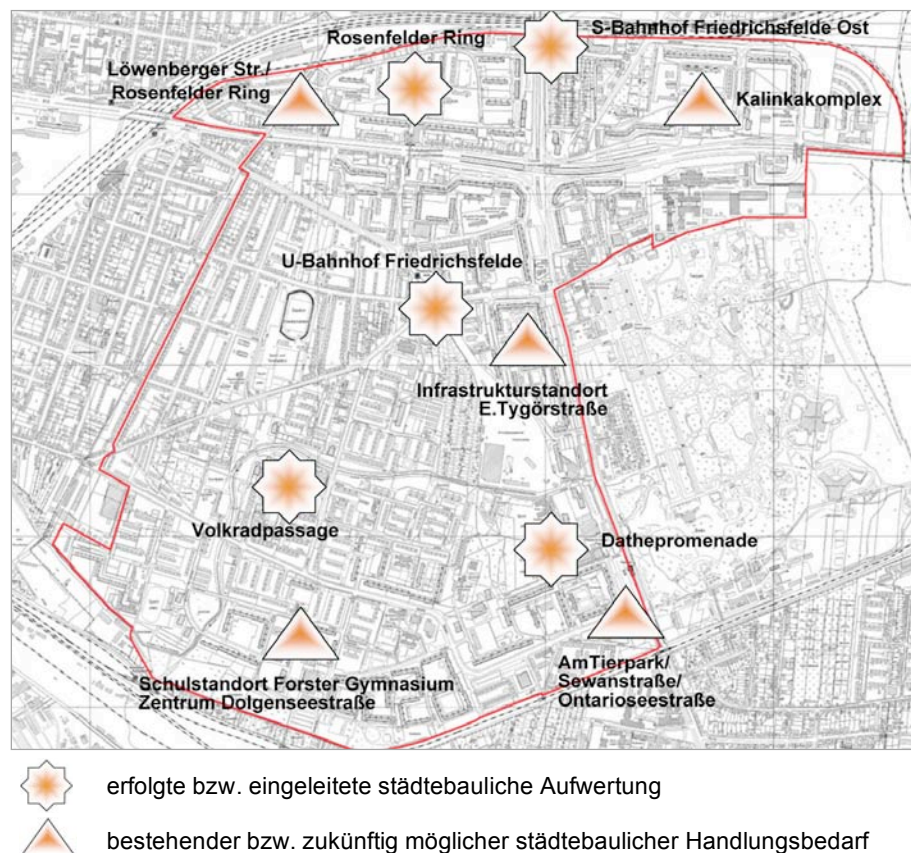 S-Bahnhof Friedrichsfelde Ost
Rosenfelder Ring
Löwenberger Str./
Rosenfelder Ring
Kalinkakomplex
U-Bahnhof Friedrichsfelde
Infrastrukturstandort
E.Tygörstraße
Volkradpassage
Dathepromenade
AmTierpark/
Sewanstraße/
Ontarioseestraße
Schulstandort Forster Gymnasium
Zentrum Dolgenseestraße
erfolgte bzw. eingeleitete städtebauliche Aufwertung
bestehender bzw. zukünftig möglicher städtebaulicher Handlungsbedarf